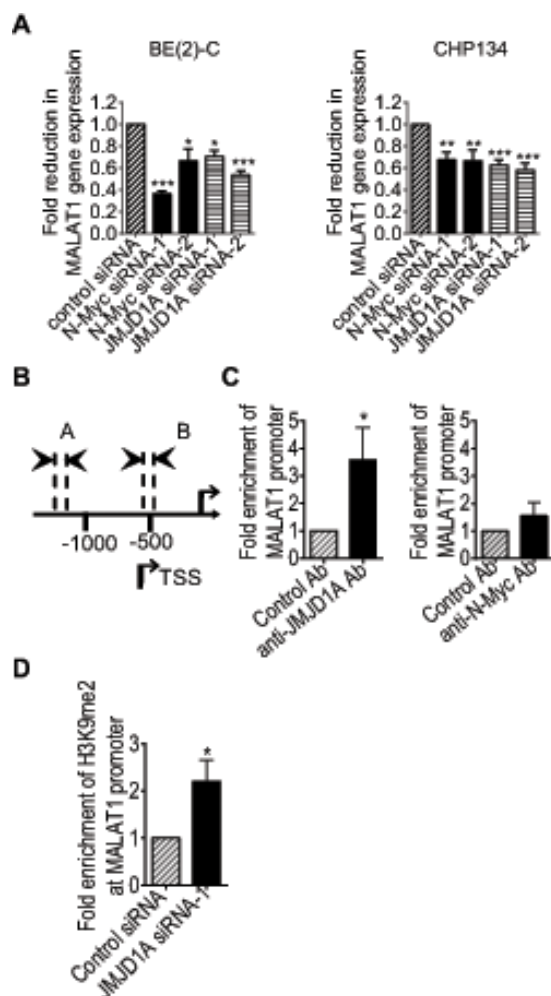 A
BE(2)-C
CHP134
Fold reduction in
MALAT1 gene expression
1.2
1.0
0.8
0.6
0.4
0.2
0.0
***
*
*
***
control siRNA
N-Myc siRNA-1
N-Myc siRNA-2
JMJD1A siRNA-1
JMJD1A siRNA-2
Fold reduction in
MALAT1 gene expression
1.2
1.0
0.8
0.6
0.4
0.2
0.0
**
**
***
***
control siRNA
N-Myc siRNA-1
N-Myc siRNA-2
JMJD1A siRNA-1
JMJD1A siRNA-2
B
A
B
-1000
-500
TSS
C
Fold enrichment of
MALAT1 promoter
5
4
3
2
1
0
*
Control Ab
anti-JMJD1A Ab
Fold enrichment of
MALAT1 promoter
5
4
3
2
1
0
Control Ab
anti-N-Myc Ab
D
Fold enrichment of H3K9me2
at MALAT1 promoter
3
2
1
0
*
Control siRNA
JMJD1A siRNA-1